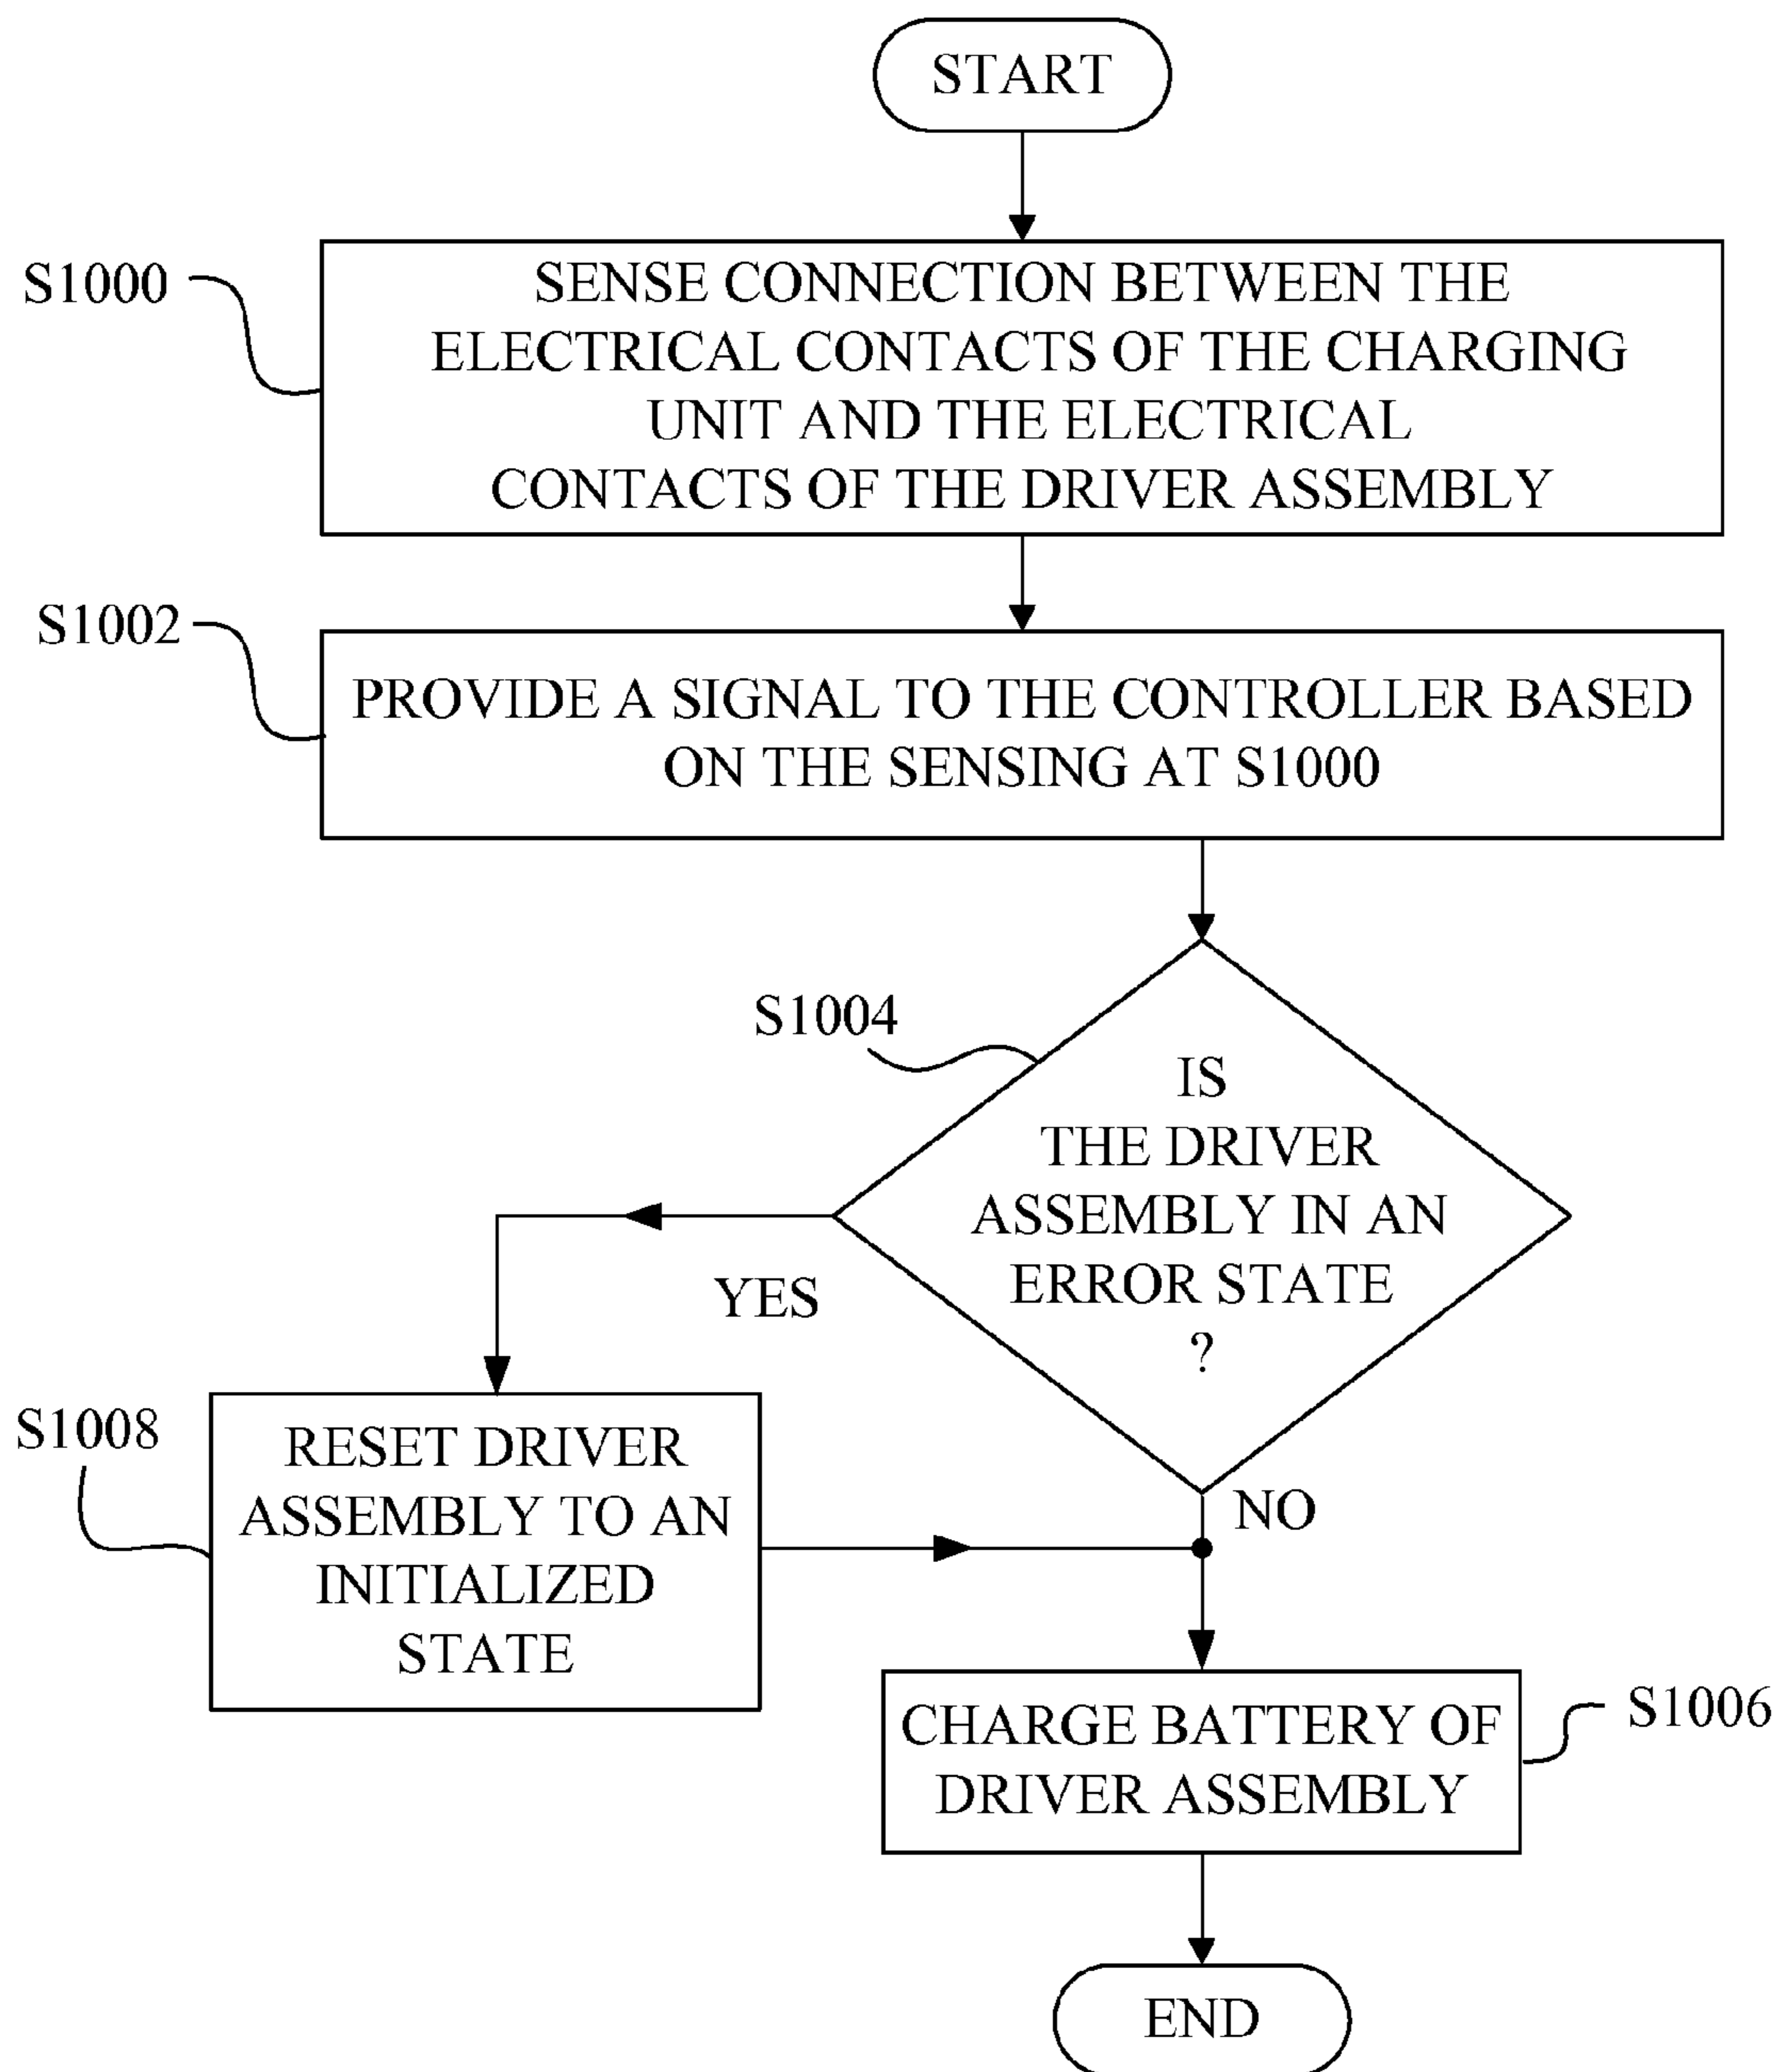 START
S1000
SENSE CONNECTION BETWEEN THE
ELECTRICAL CONTACTS OF THE CHARGING
UNIT AND THE ELECTRICAL
CONTACTS OF THE DRIVER ASSEMBLY
S1002
PROVIDE A SIGNAL TO THE CONTROLLER BASED
ON THE SENSING AT S1000
S1004
IS
THE DRIVER
ASSEMBLY IN AN
ERROR STATE
?
YES
NO
S1008
RESET DRIVER
ASSEMBLY TO AN
INITIALIZED
STATE
S1006
CHARGE BATTERY OF
DRIVER ASSEMBLY
END